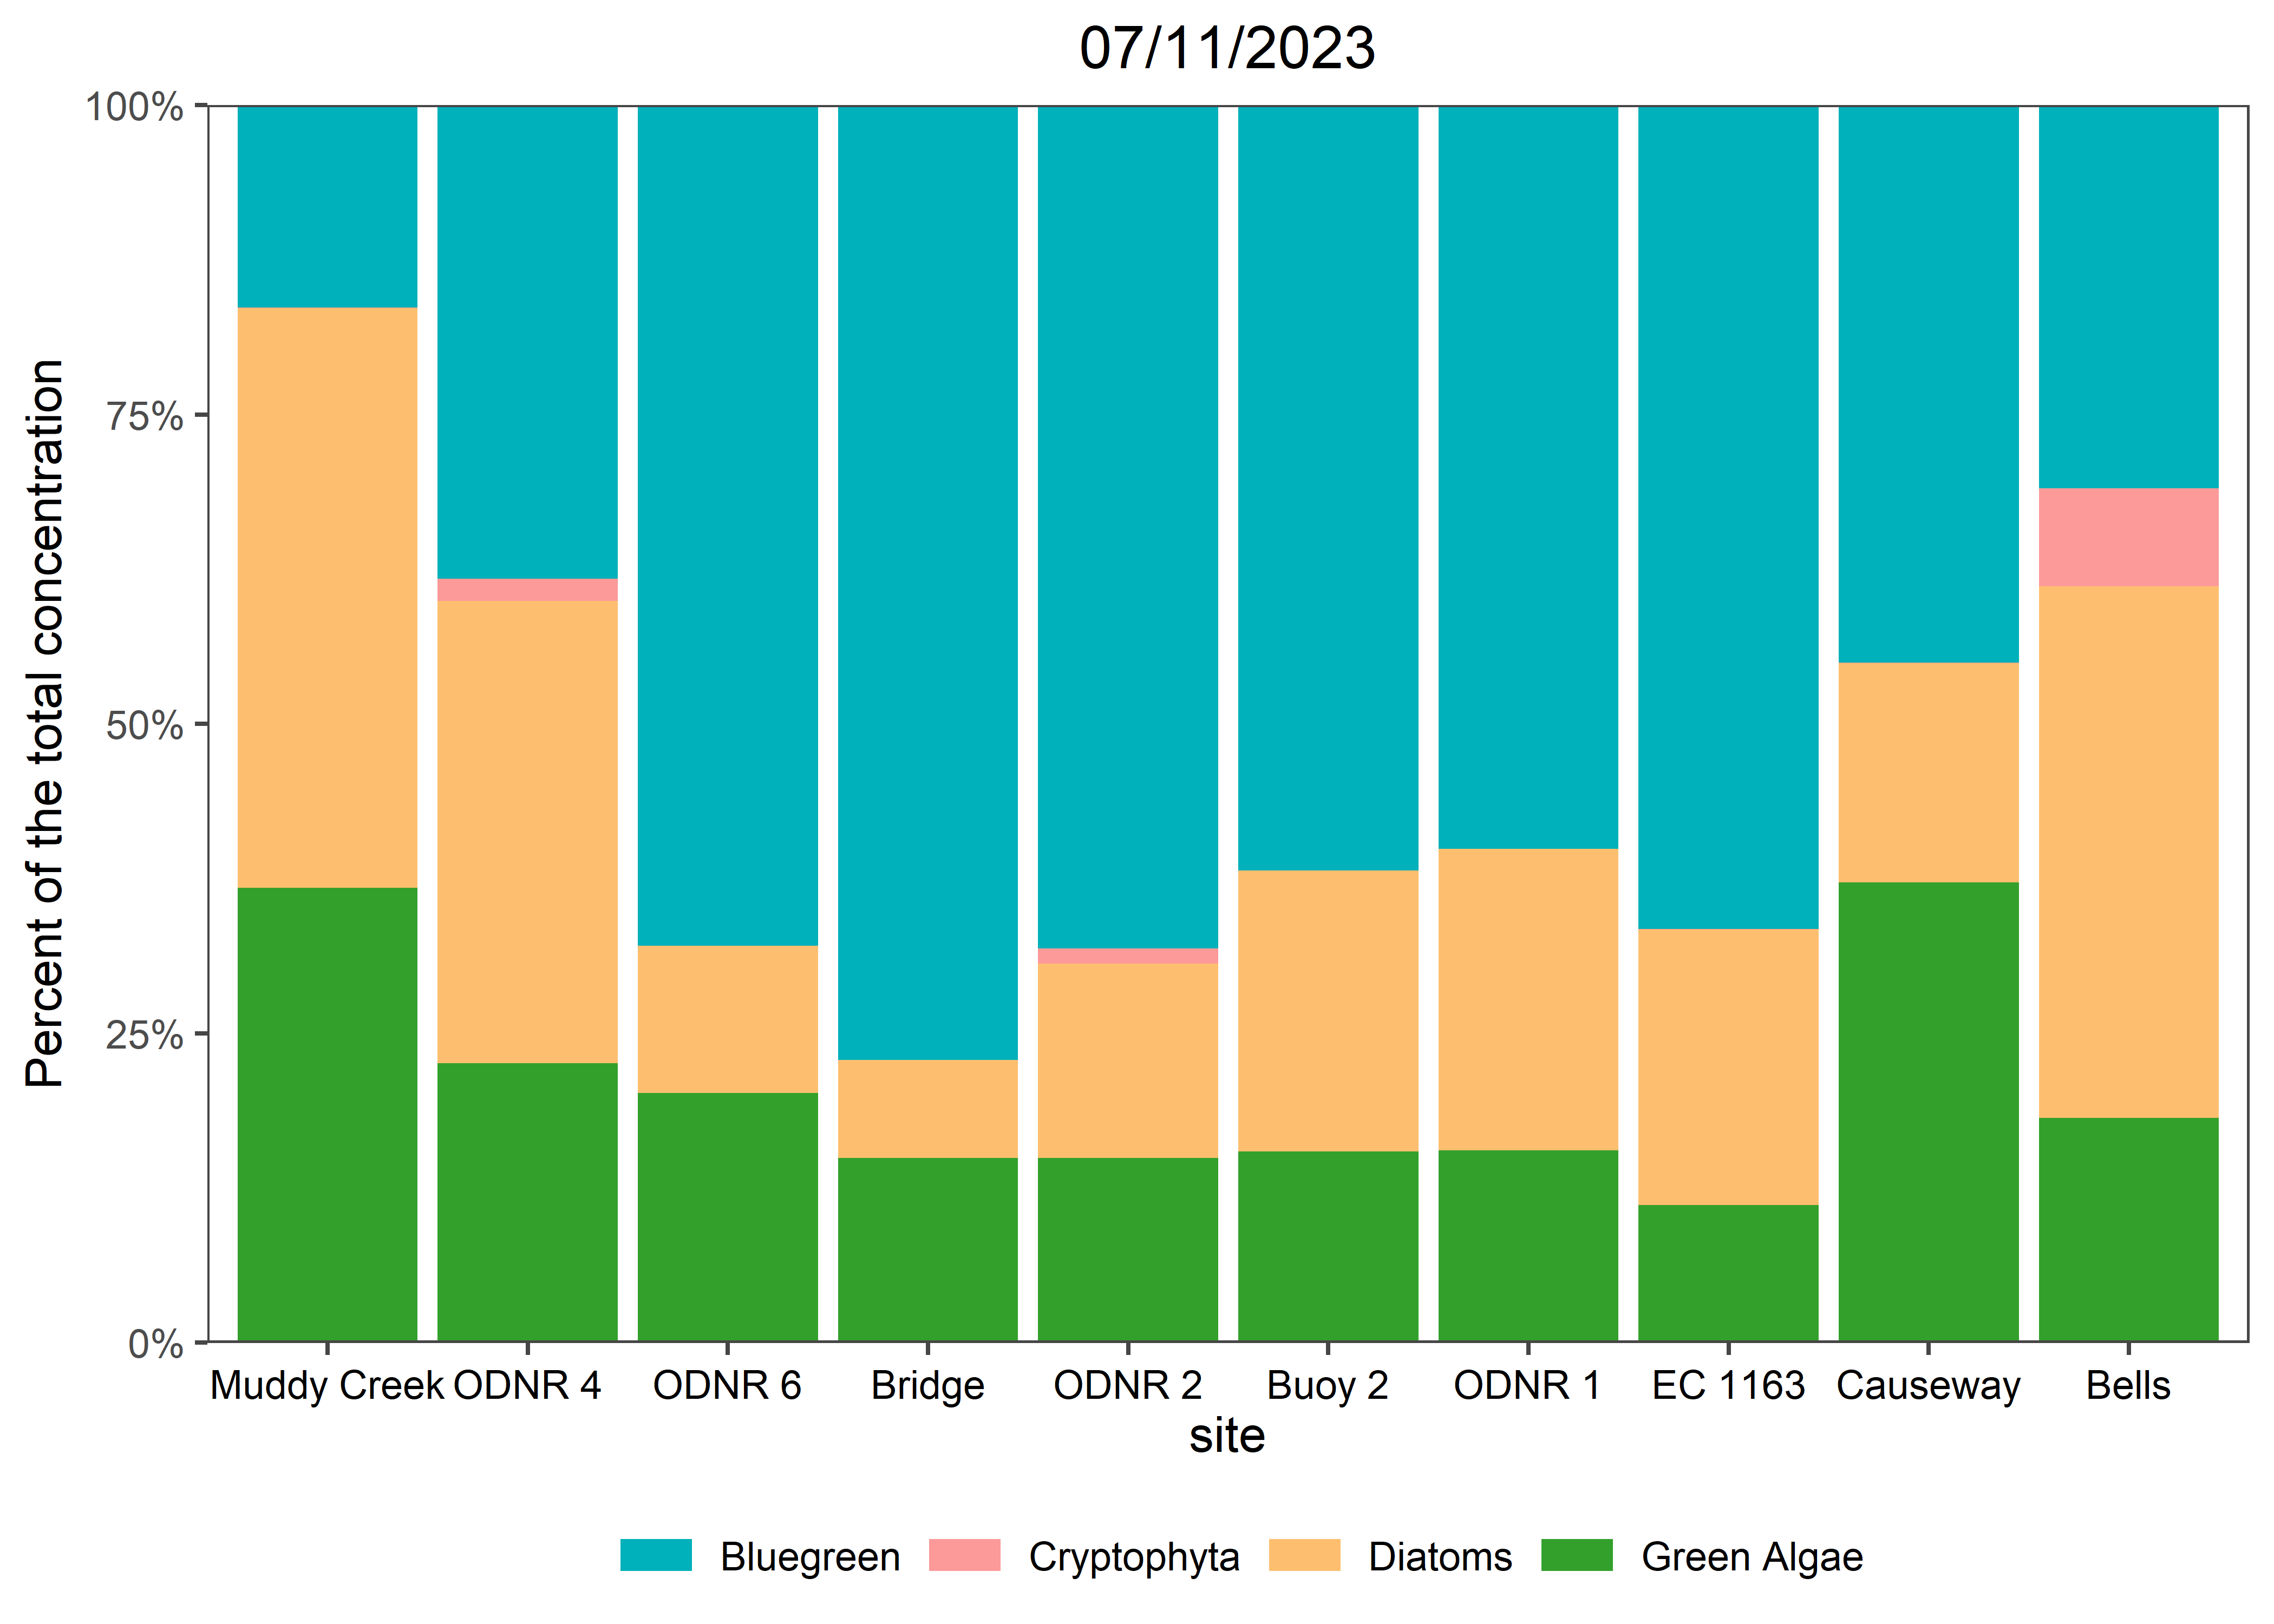 07/11/2023
Percent of the total concentration
100%
75%
50%
25%
0%
Muddy Creek ODNR 4 ODNR 6 Bridge ODNR 2 Buoy 2 ODNR 1 EC 1163 Causeway Bells
site
Bluegreen Cryptophyta Diatoms Green Algae